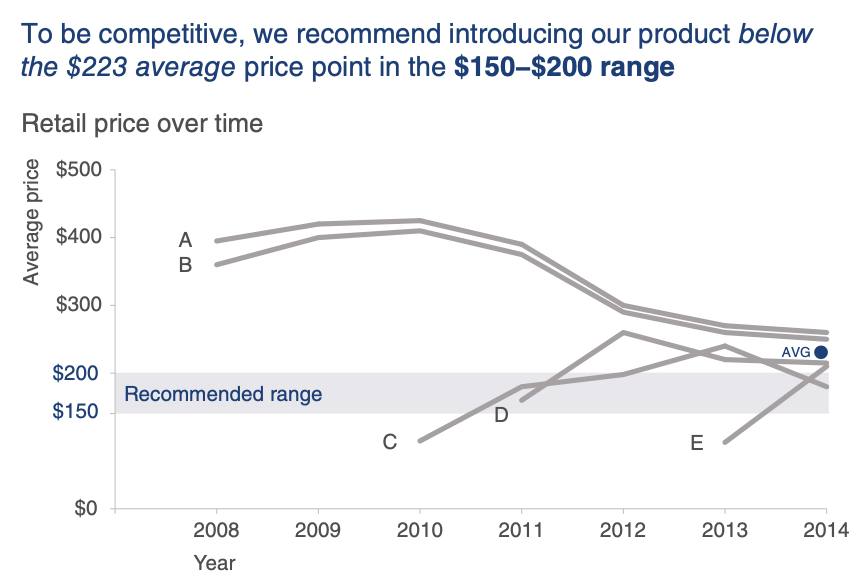 To be competitive, we recommend introducing our product below
the $223 average price point in the $150–$200 range
Retail price over time
Average price
$500
$400
$300
$200
$150
$0
A
B
C
D
E
AVG
Recommended range
2008 2009 2010 2011 2012 2013 2014
Year